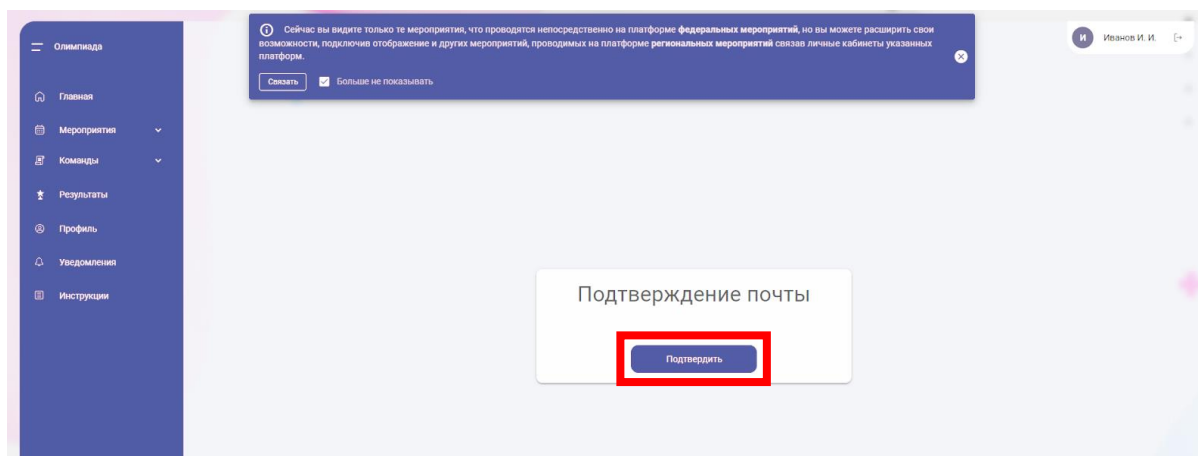 Олимпиада
Главная
Мероприятия
Команды
Результаты
Профиль
Уведомления
Инструкции
Сейчас вы видите только те мероприятия, что проводятся непосредственно на платформе федеральных мероприятий, но вы можете расширить свои
возможности, подключив отображение и других мероприятий, проводимых на платформе региональных мероприятий связав личные кабинеты указанных
платформ.
Связать
Больше не показывать
И
Иванов И. И.
Подтверждение почты
Подтвердить